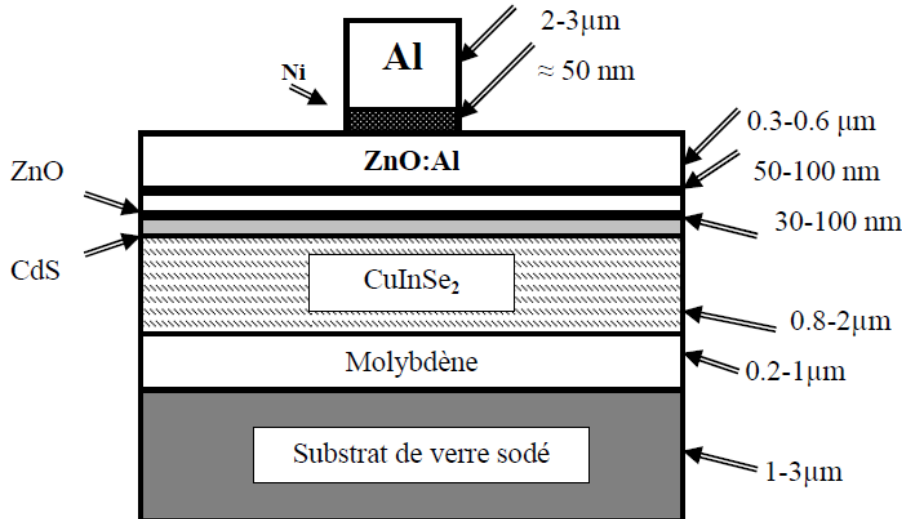 2-3µm
Al
Ni
≈ 50 nm
0.3-0.6 µm
ZnO:Al
ZnO
50-100 nm
30-100 nm
CdS
CuInSe₂
0.8-2µm
Molybdène
0.2-1µm
Substrat de verre sodé
1-3µm